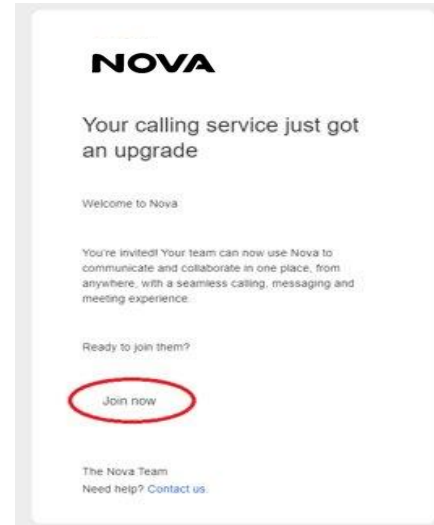 NOVA
Your calling service just got
an upgrade
Welcome to Nova
You're invited! Your team can now use Nova to
communicate and collaborate in one place, from
anywhere, with a seamless calling, messaging and
meeting experience.
Ready to join them?
Join now
The Nova Team
Need help? Contact us.